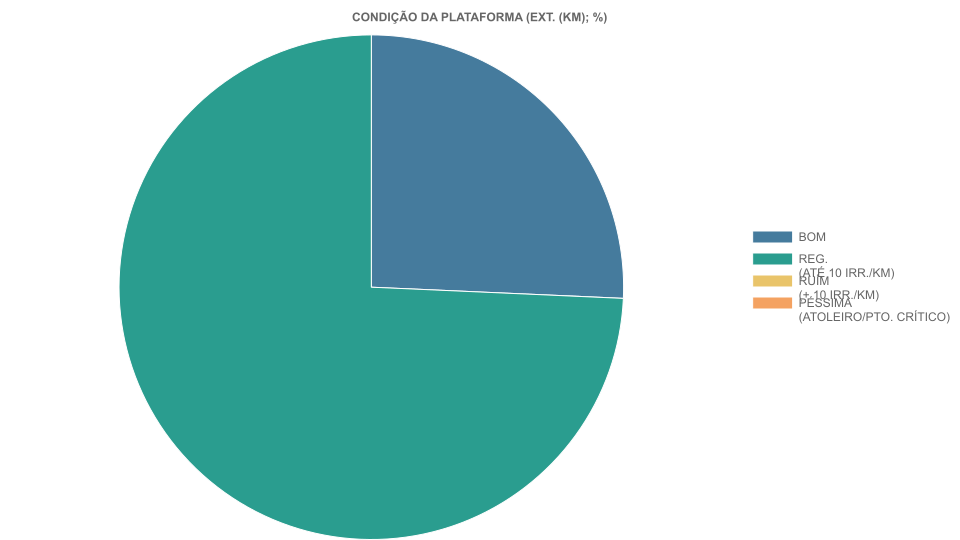 CONDIÇÃO DA PLATAFORMA (EXT. (KM); %)
BOM
REG.
(ATÉ 10 IRR./KM)
RUIM
(+ 10 IRR./KM)
PÉSSIMA
(ATOLEIRO/PTO. CRÍTICO)